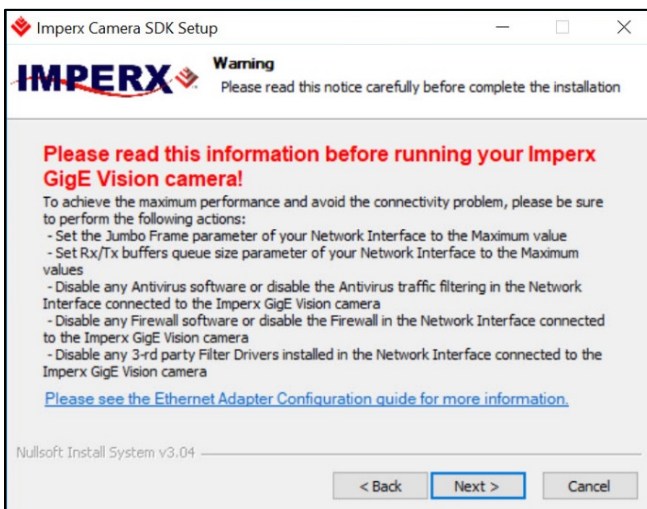 Imperx Camera SDK Setup
IMPERX
Warning
Please read this notice carefully before complete the installation
Please read this information before running your Imperx
GigE Vision camera!
To achieve the maximum performance and avoid the connectivity problem, please be sure
to perform the following actions:
- Set the Jumbo Frame parameter of your Network Interface to the Maximum value
- Set Rx/Tx buffers queue size parameter of your Network Interface to the Maximum
values
- Disable any Antivirus software or disable the Antivirus traffic filtering in the Network
Interface connected to the Imperx GigE Vision camera
- Disable any Firewall software or disable the Firewall in the Network Interface connected
to the Imperx GigE Vision camera
- Disable any 3-rd party Filter Drivers installed in the Network Interface connected to the
Imperx GigE Vision camera
Please see the Ethernet Adapter Configuration guide for more information.
Nullsoft Install System v3.04
< Back Next > Cancel